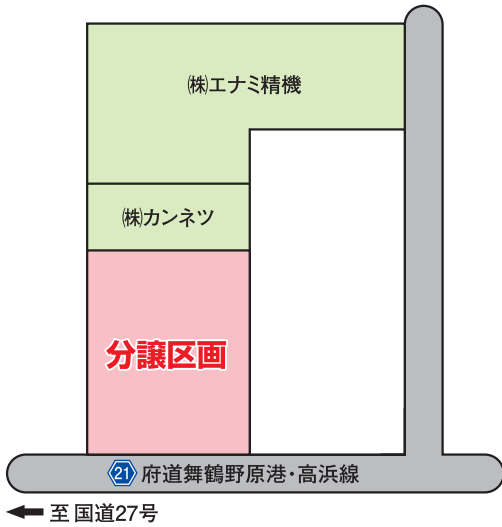 ㈱エナミ精機
㈱カンネツ
分譲区画
21 府道舞鶴野原港・高浜線
至 国道27号